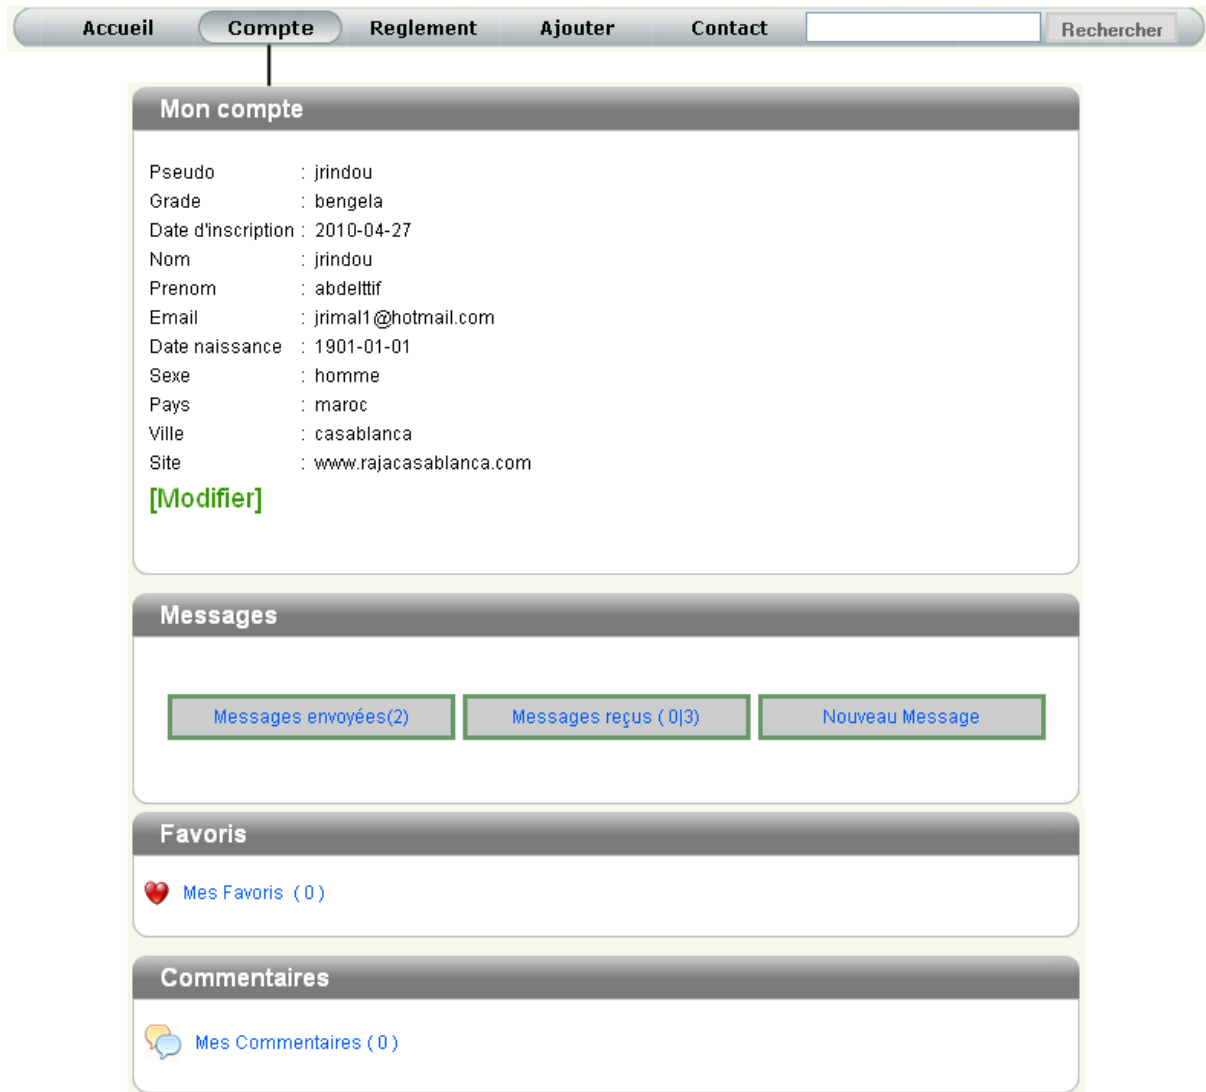 Accueil Compte Reglement Ajouter Contact Rechercher
Mon compte
Pseudo : jrindou
Grade : bengela
Date d'inscription : 2010-04-27
Nom : jrindou
Prenom : abdelttif
Email : jrimal1@hotmail.com
Date naissance : 1901-01-01
Sexe : homme
Pays : maroc
Ville : casablanca
Site : www.rajacasablanca.com
[Modifier]
Messages
Messages envoyées(2) Messages reçus ( 0|3) Nouveau Message
Favoris
Mes Favoris ( 0 )
Commentaires
Mes Commentaires ( 0 )